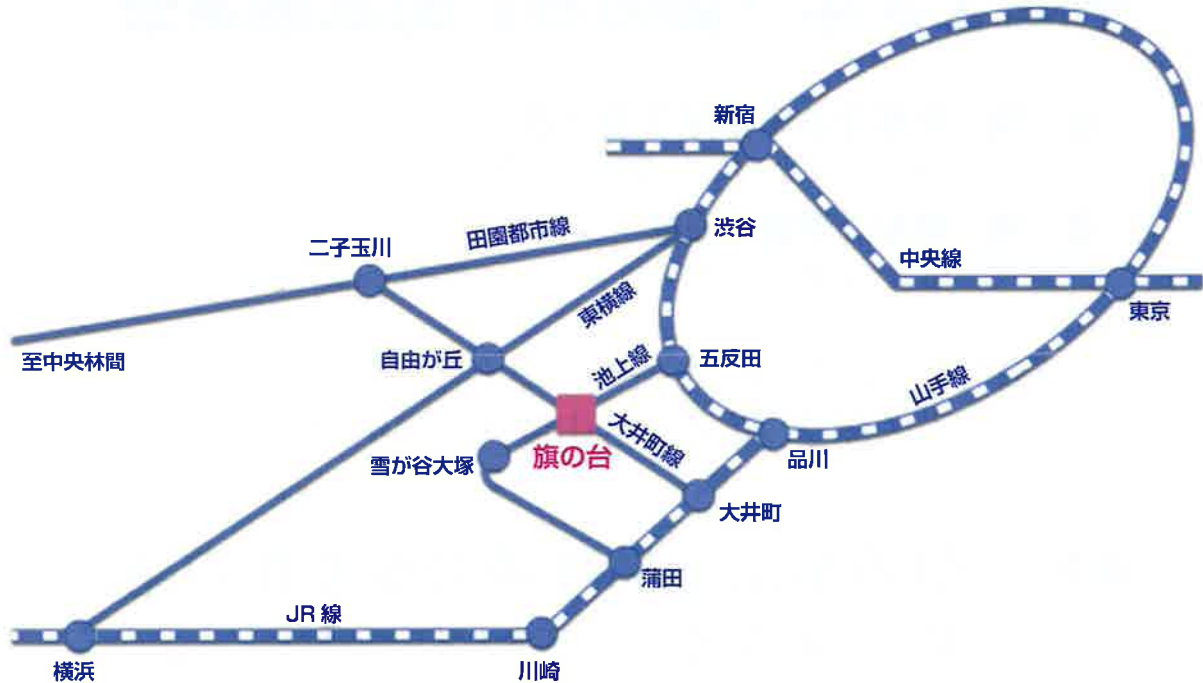 新宿
渋谷
田園都市線
二子玉川
中央線
東京
東横線
至中央林間
自由が丘
池上線
五反田
山手線
大井町線
旗の台
雪が谷大塚
品川
大井町
蒲田
JR 線
横浜
川崎